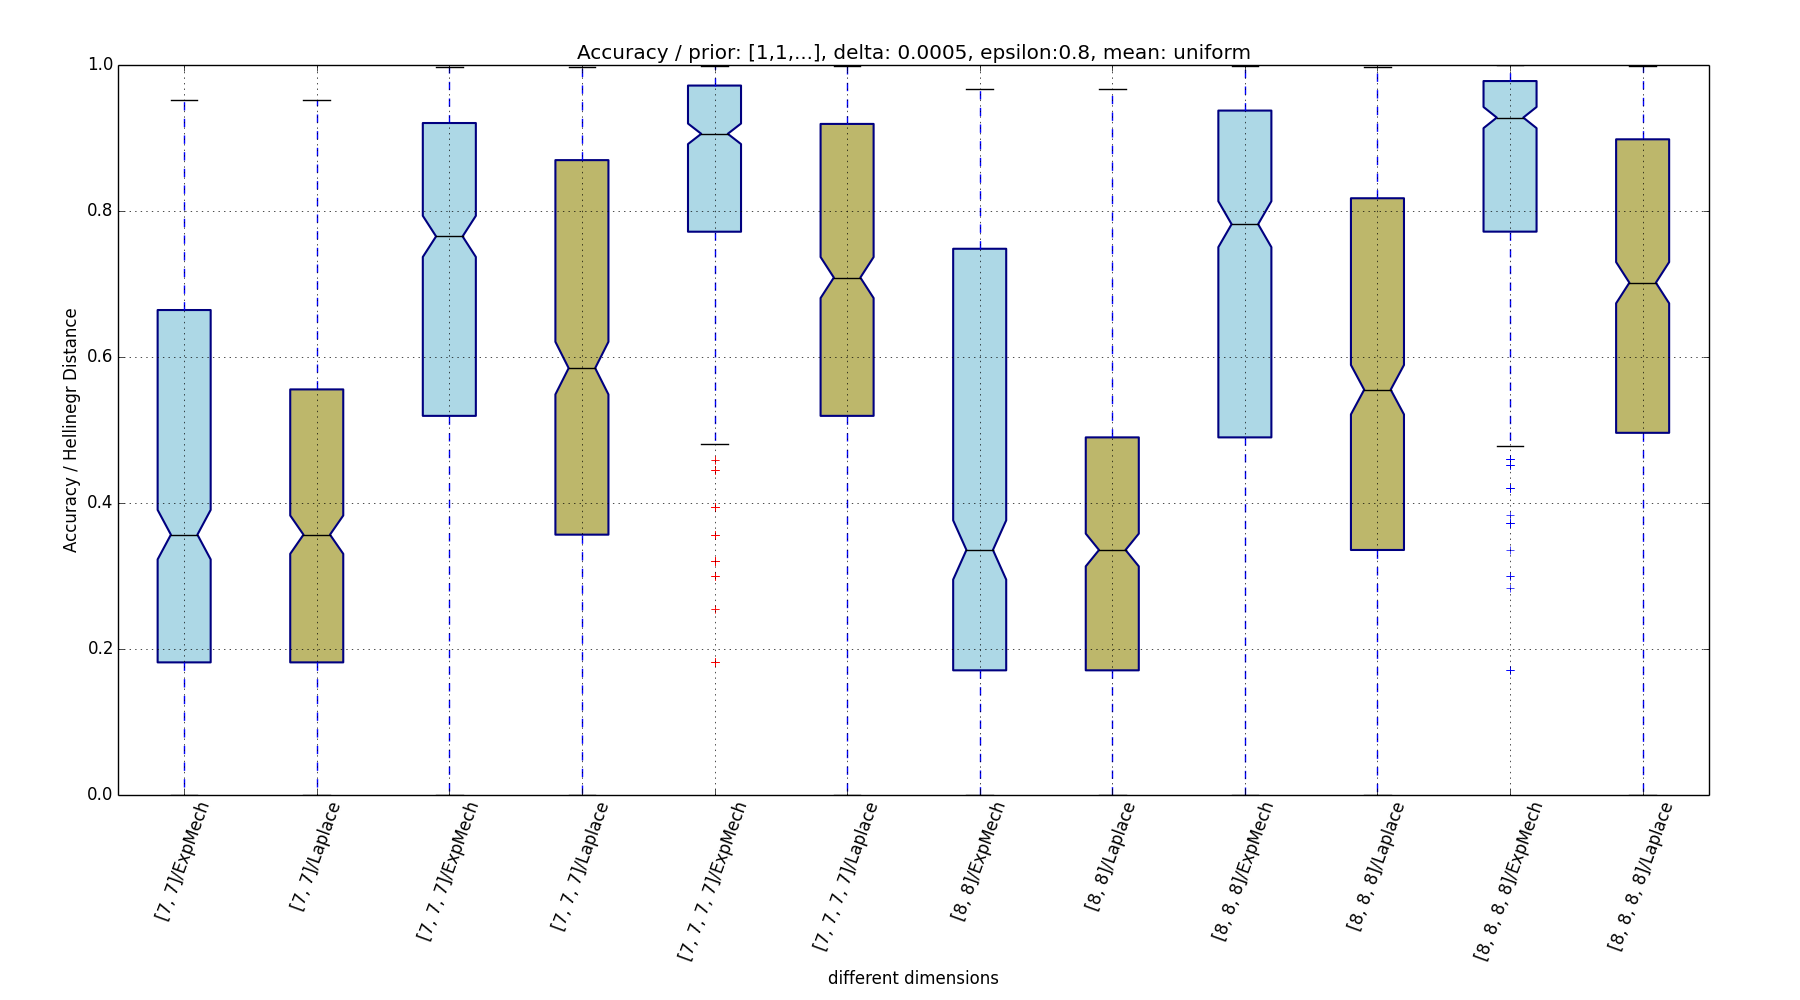 Accuracy / prior: [1,1,...], delta: 0.0005, epsilon:0.8, mean: uniform
Accuracy / Hellinegr Distance
1.0
0.8
0.6
0.4
0.2
0.0
[7, 7]/ExpMech
[7, 7]/Laplace
[7, 7, 7]/ExpMech
[7, 7, 7]/Laplace
[7, 7, 7, 7]/ExpMech
[7, 7, 7, 7]/Laplace
[8, 8]/ExpMech
[8, 8]/Laplace
[8, 8, 8]/ExpMech
[8, 8, 8]/Laplace
[8, 8, 8, 8]/ExpMech
[8, 8, 8, 8]/Laplace
different dimensions